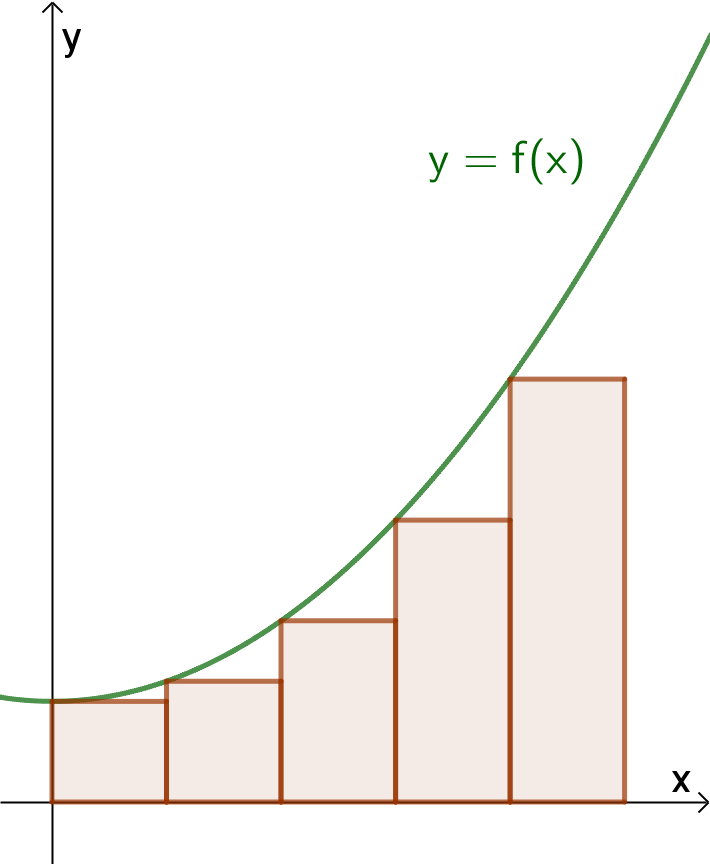 y
y = f(x)
x